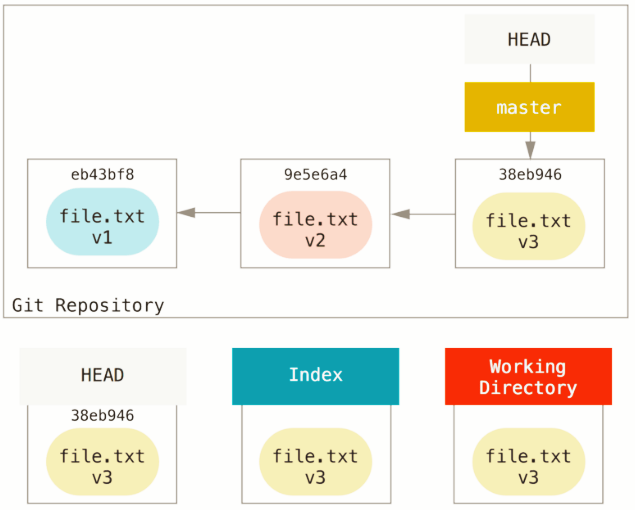 HEAD
master
eb43bf8
9e5e6a4
38eb946
file.txt
v1
file.txt
v2
file.txt
v3
Git Repository
HEAD
Index
Working
Directory
38eb946
file.txt
v3
file.txt
v3
file.txt
v3